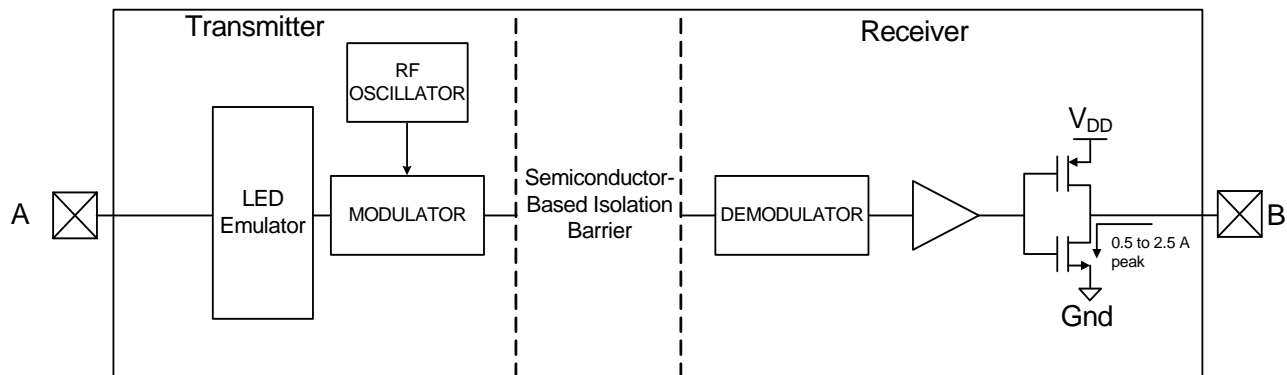 Transmitter
Receiver
RF
OSCILLATOR
V_DD
A
LED
Emulator
MODULATOR
Semiconductor-
Based Isolation
Barrier
DEMODULATOR
B
0.5 to 2.5 A
peak
Gnd